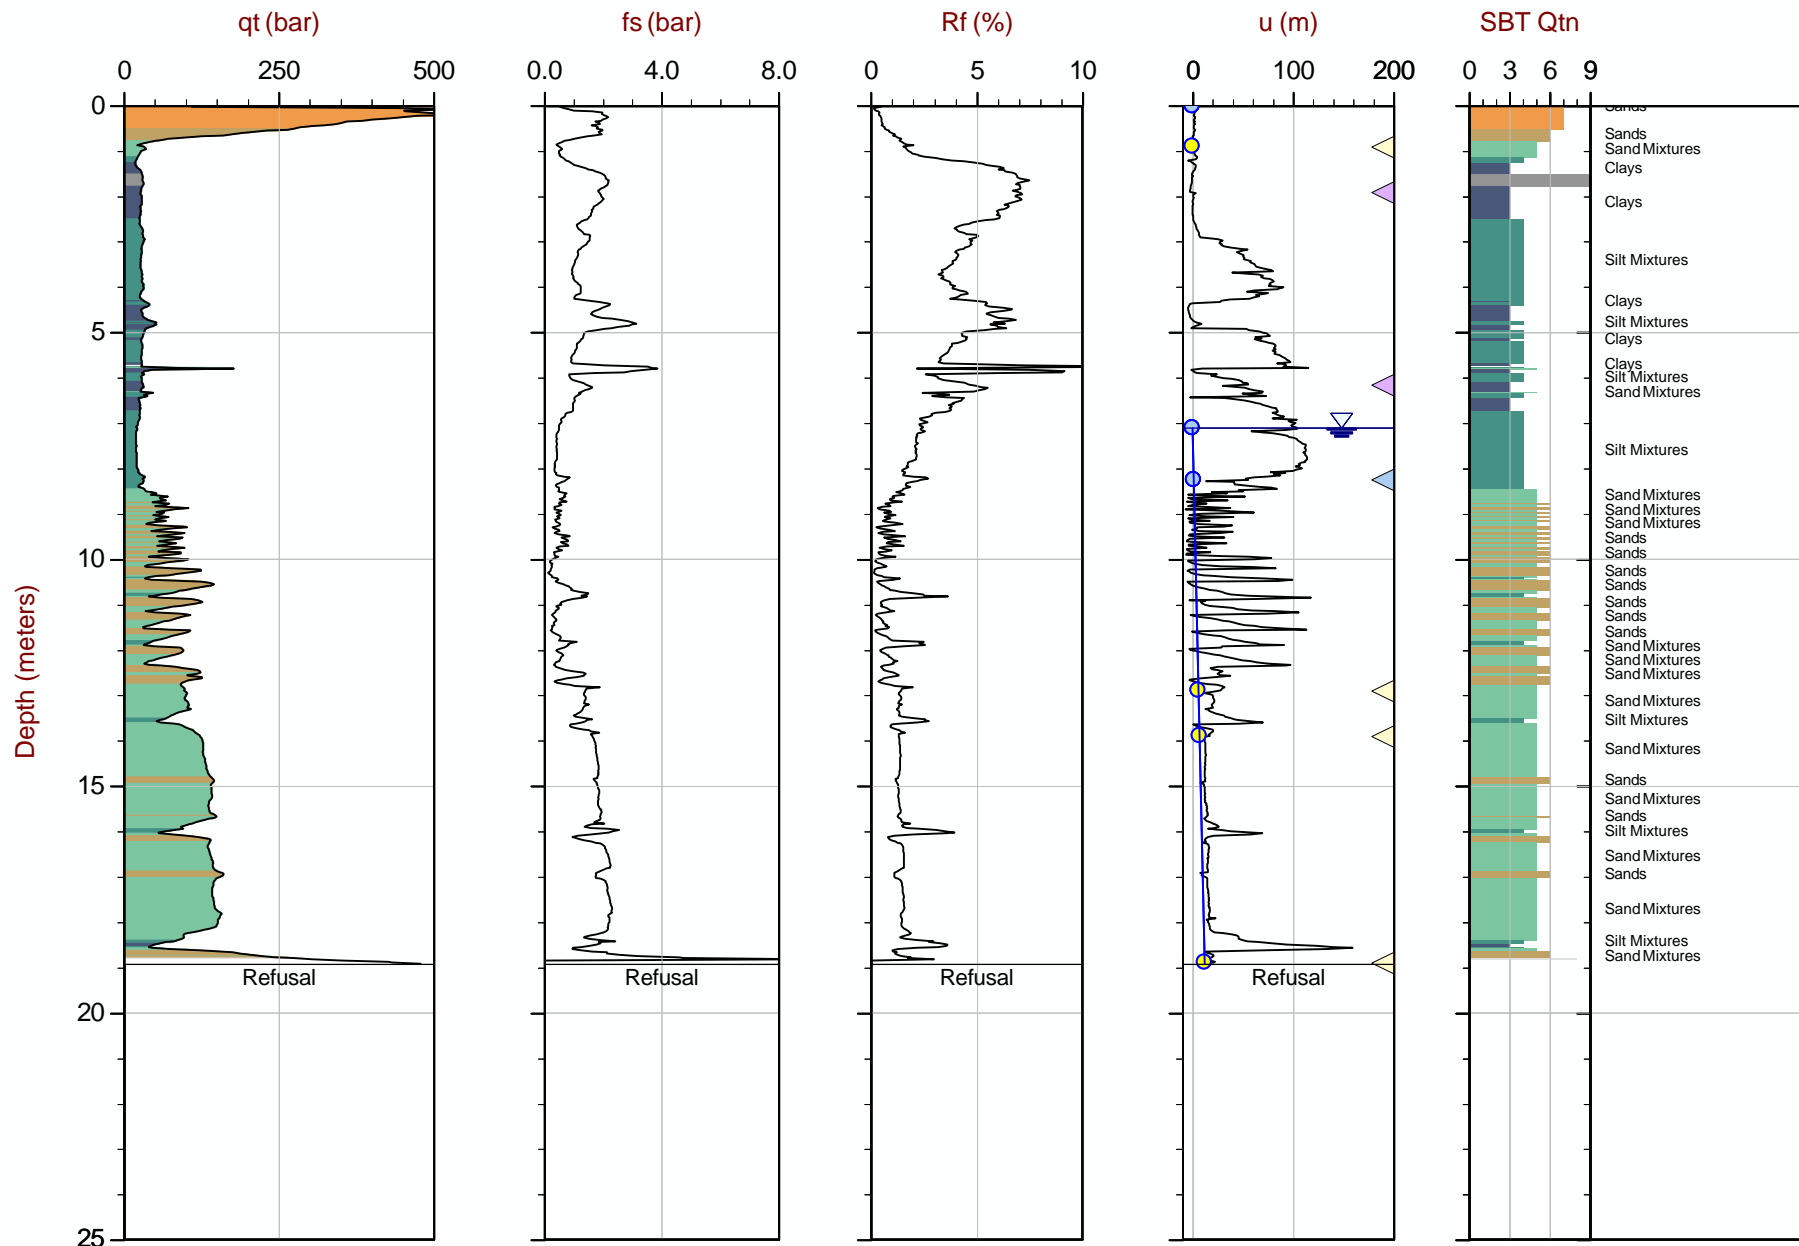 qt (bar)
fs (bar)
Rf (%)
u (m)
SBT Qtn
0 250 500
0.0 4.0 8.0
0 5 10
0 100 200
0 3 6 9
Depth (meters)
0
5
10
15
20
25
Sands
Sands
Sand Mixtures
Clays
Clays
Silt Mixtures
Clays
Silt Mixtures
Clays
Clays
Silt Mixtures
Sand Mixtures
Silt Mixtures
Sand Mixtures
Sand Mixtures
Sand Mixtures
Sands
Sands
Sands
Sands
Sands
Sands
Sands
Sand Mixtures
Sand Mixtures
Sand Mixtures
Sand Mixtures
Silt Mixtures
Sand Mixtures
Sands
Sand Mixtures
Sands
Silt Mixtures
Sand Mixtures
Sands
Sand Mixtures
Silt Mixtures
Sand Mixtures
Refusal
Refusal
Refusal
Refusal